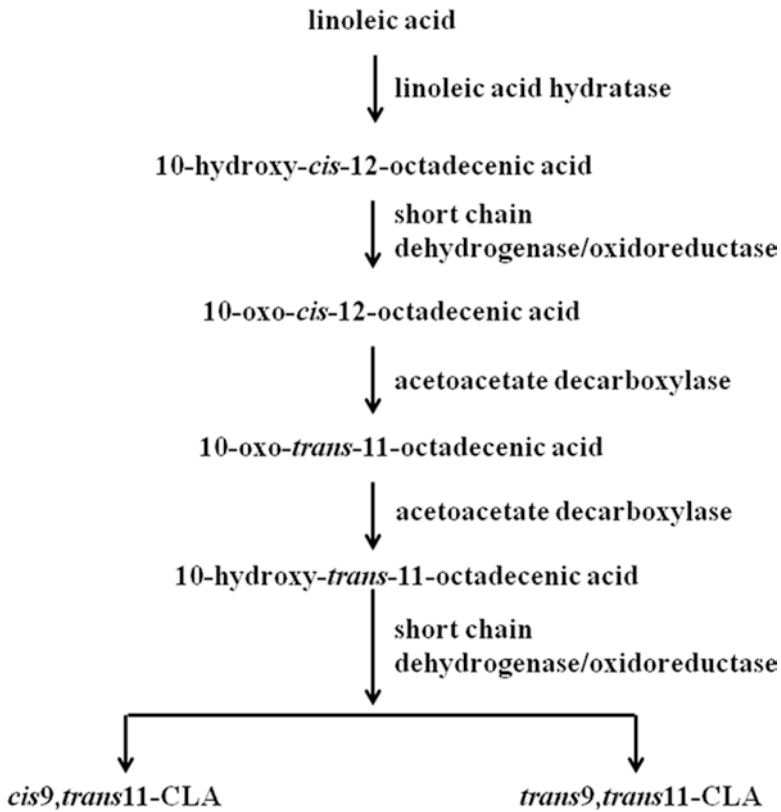 linoleic acid
linoleic acid hydratase
10-hydroxy-cis-12-octadecenic acid
short chain
dehydrogenase/oxidoreductase
10-oxo-cis-12-octadecenic acid
acetoacetate decarboxylase
10-oxo-trans-11-octadecenic acid
acetoacetate decarboxylase
10-hydroxy-trans-11-octadecenic acid
short chain
dehydrogenase/oxidoreductase
cis9,trans11-CLA
trans9,trans11-CLA